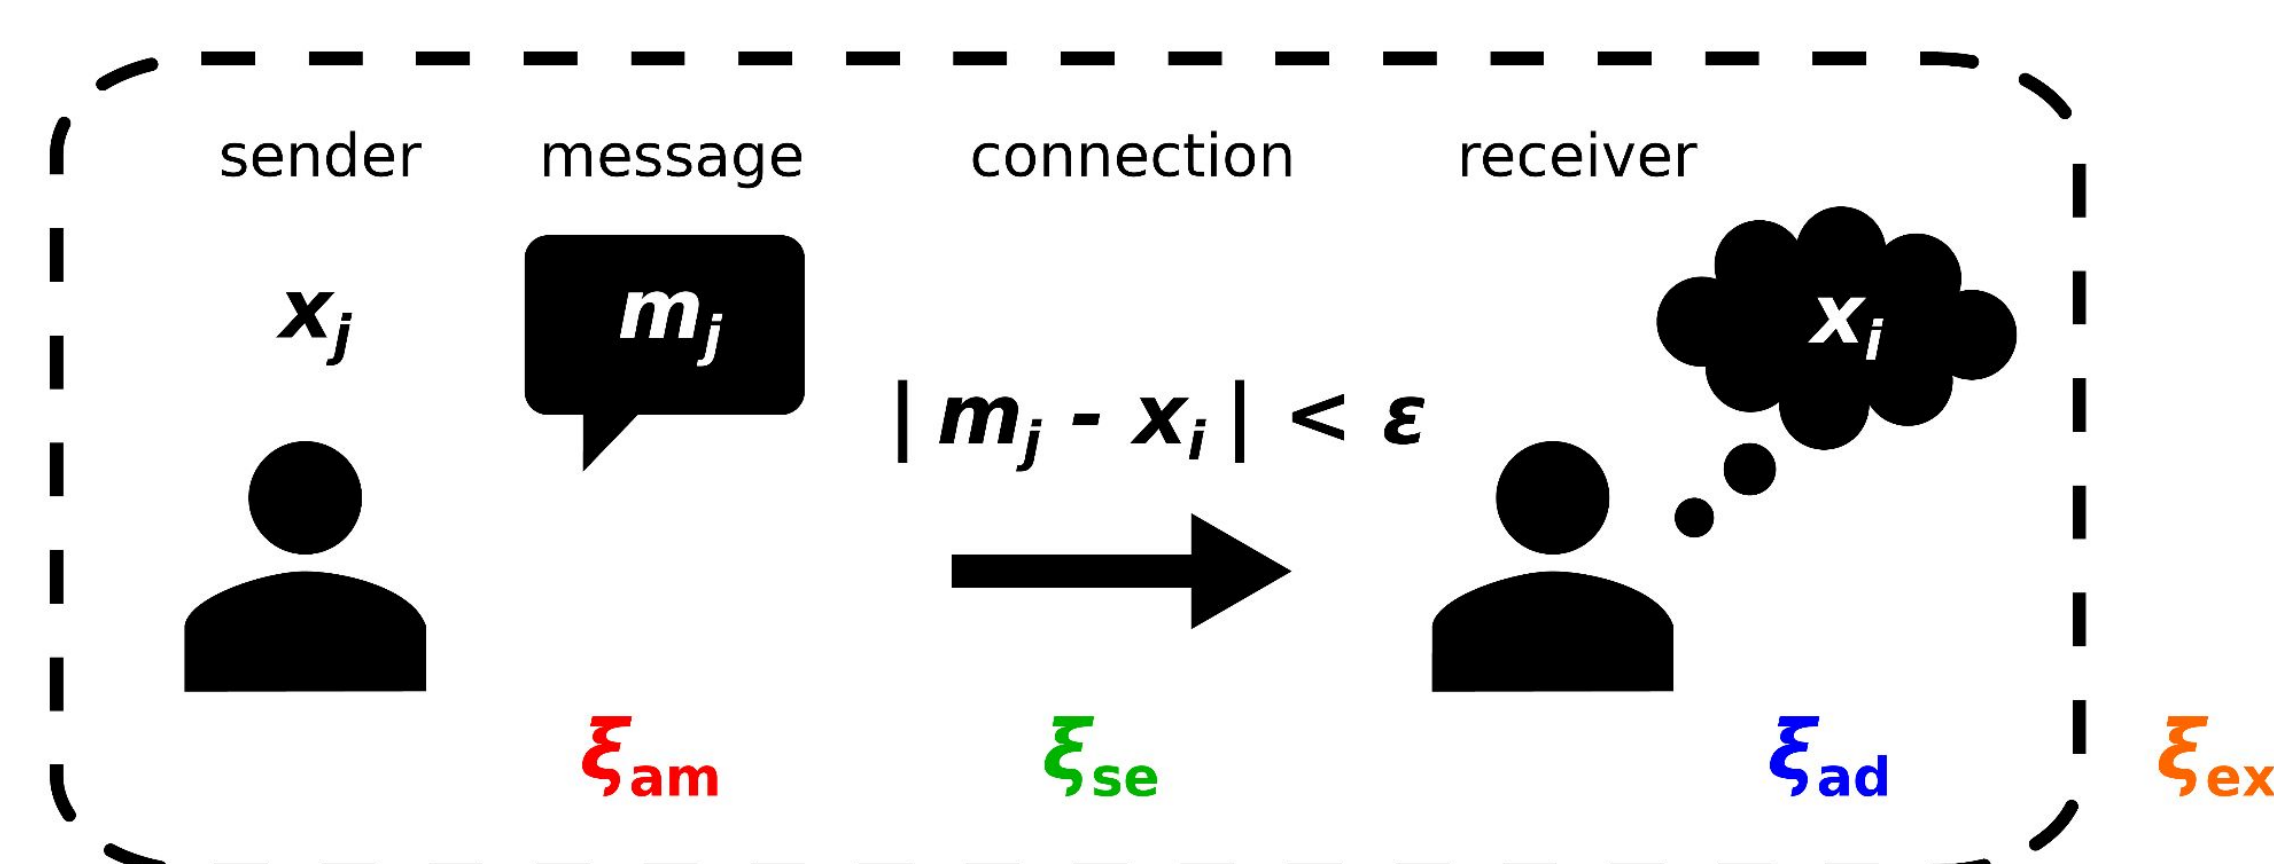 sender message connection receiver
x_j m_j x_i
| m_j - x_i | < ε
ξ_am ξ_se ξ_ad ξ_ex